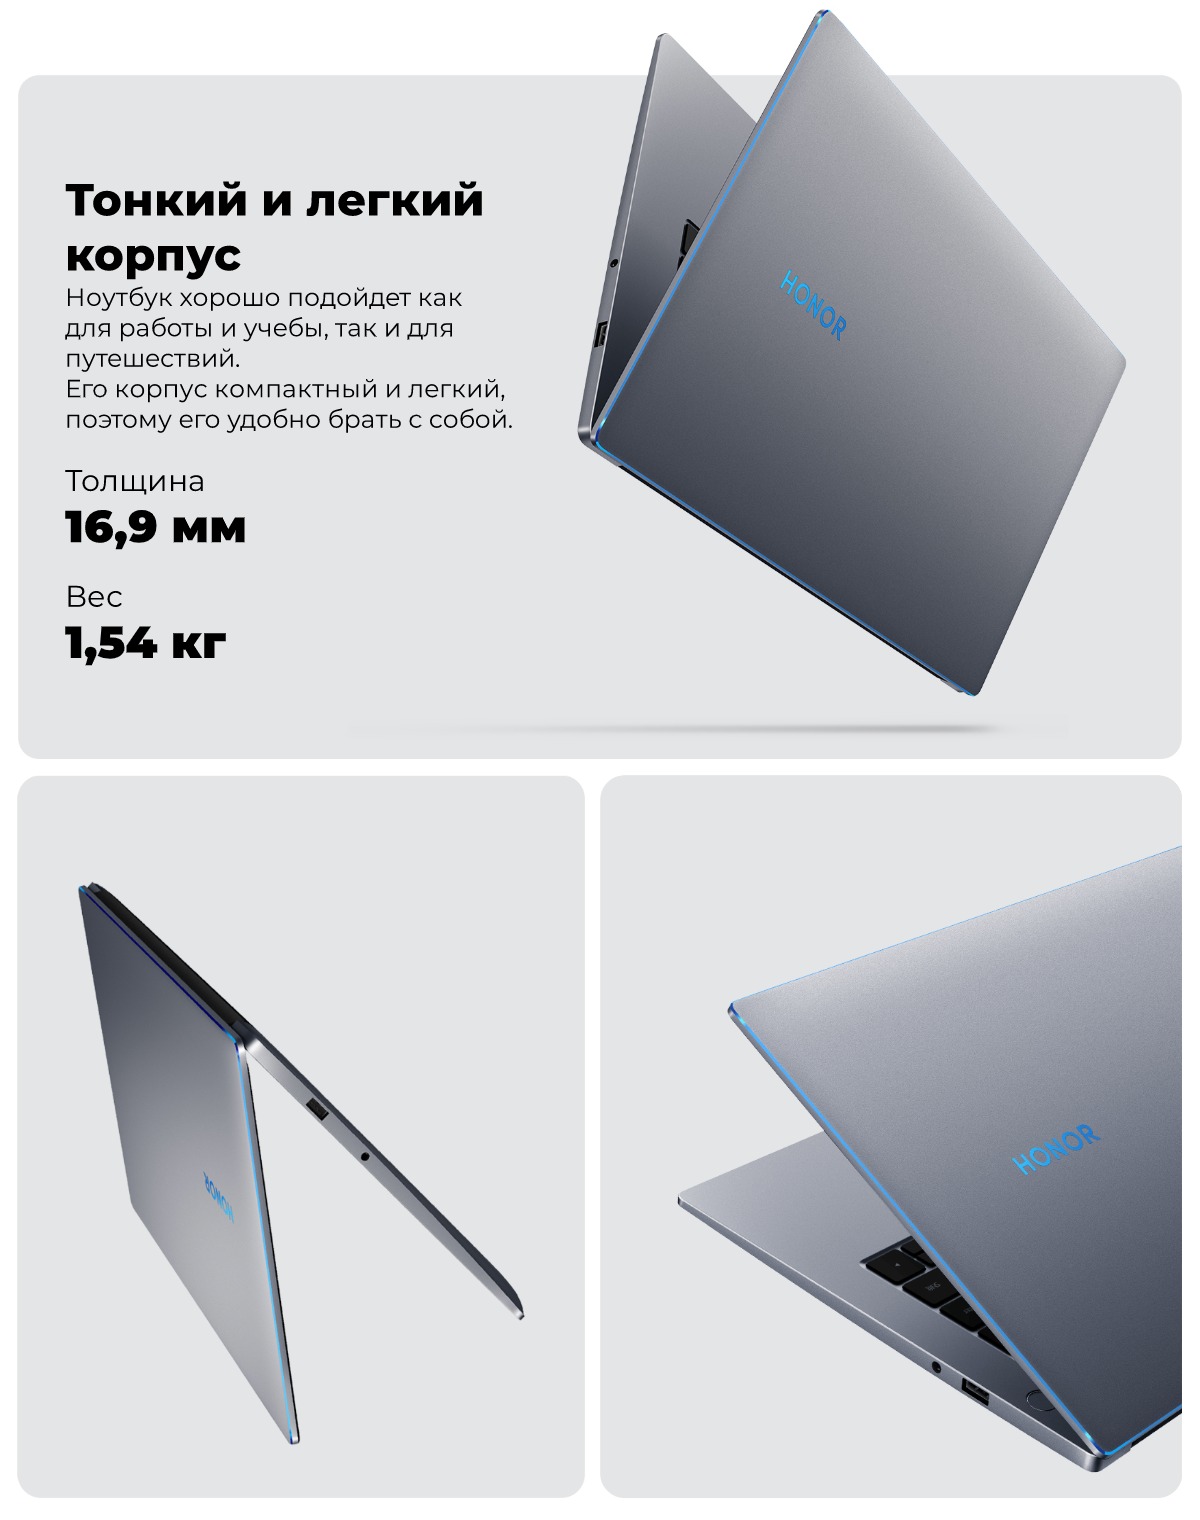 Тонкий и легкий
корпус
Ноутбук хорошо подойдет как
для работы и учебы, так и для
путешествий.
Его корпус компактный и легкий,
поэтому его удобно брать с собой.
Толщина
16,9 мм
Вес
1,54 кг
HONOR
HONOR
HONOR